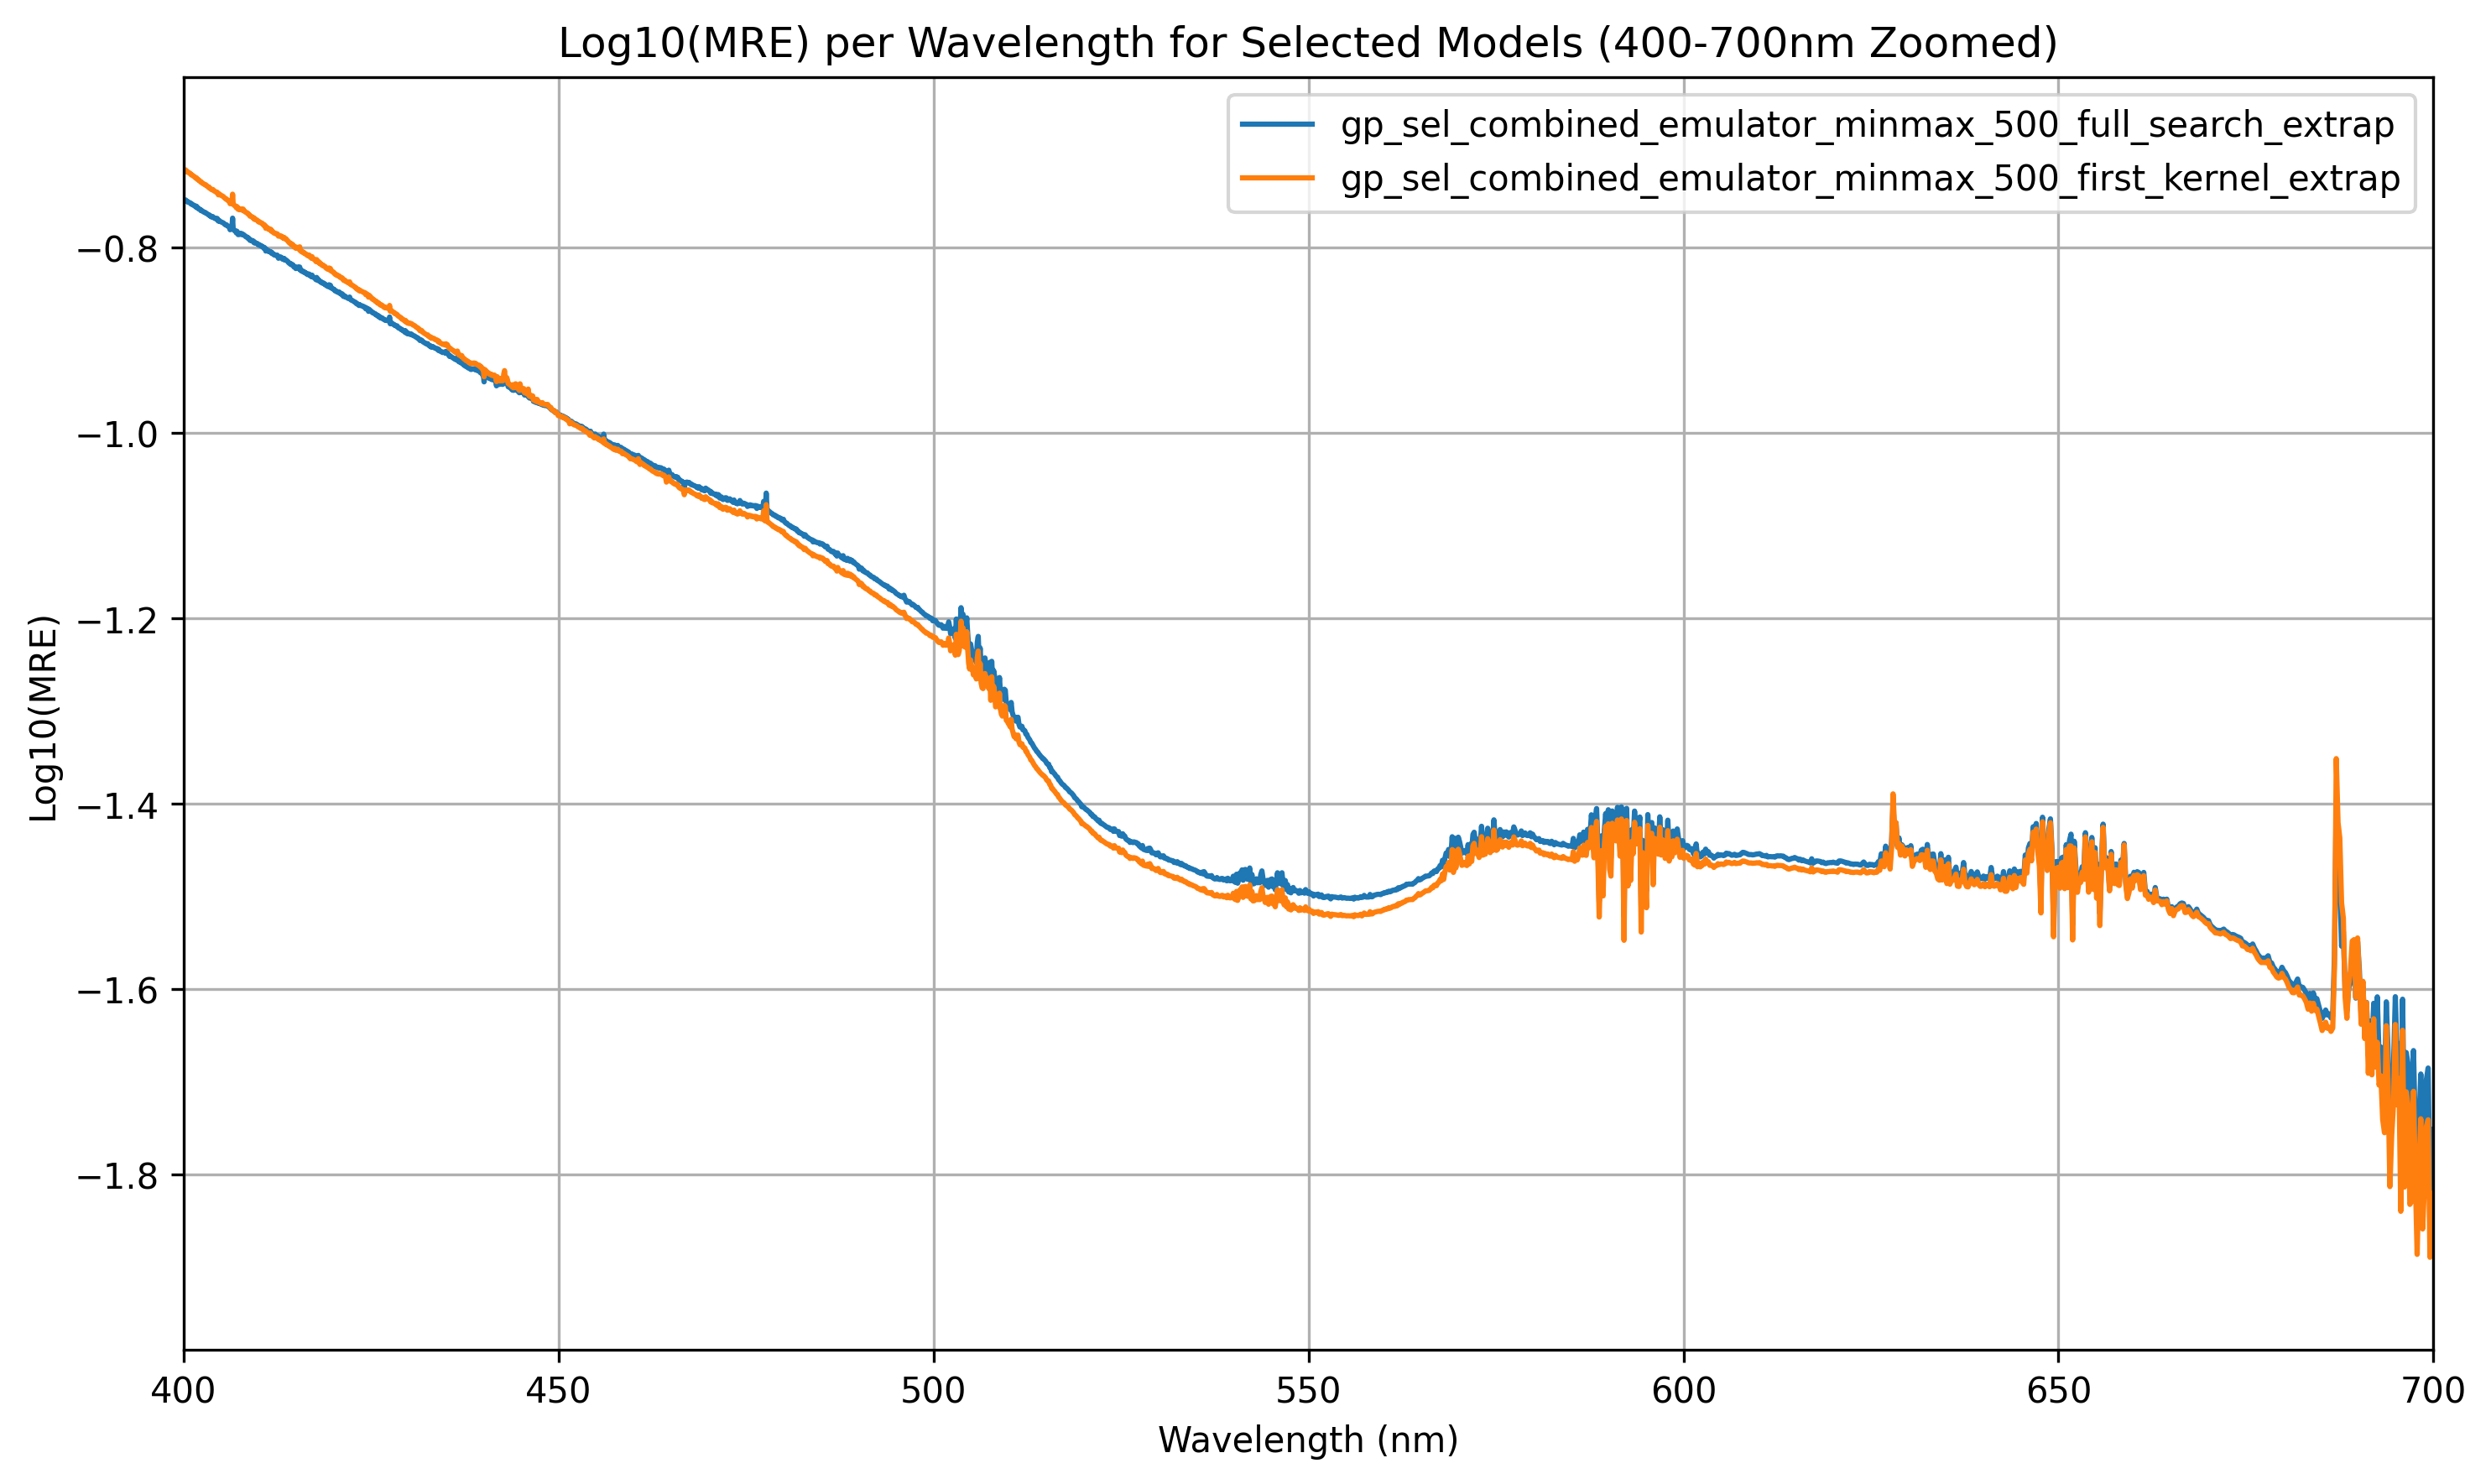 Log10(MRE) per Wavelength for Selected Models (400-700nm Zoomed)
gp_sel_combined_emulator_minmax_500_full_search_extrap
gp_sel_combined_emulator_minmax_500_first_kernel_extrap
Log10(MRE)
−0.8
−1.0
−1.2
−1.4
−1.6
−1.8
400 450 500 550 600 650 700
Wavelength (nm)